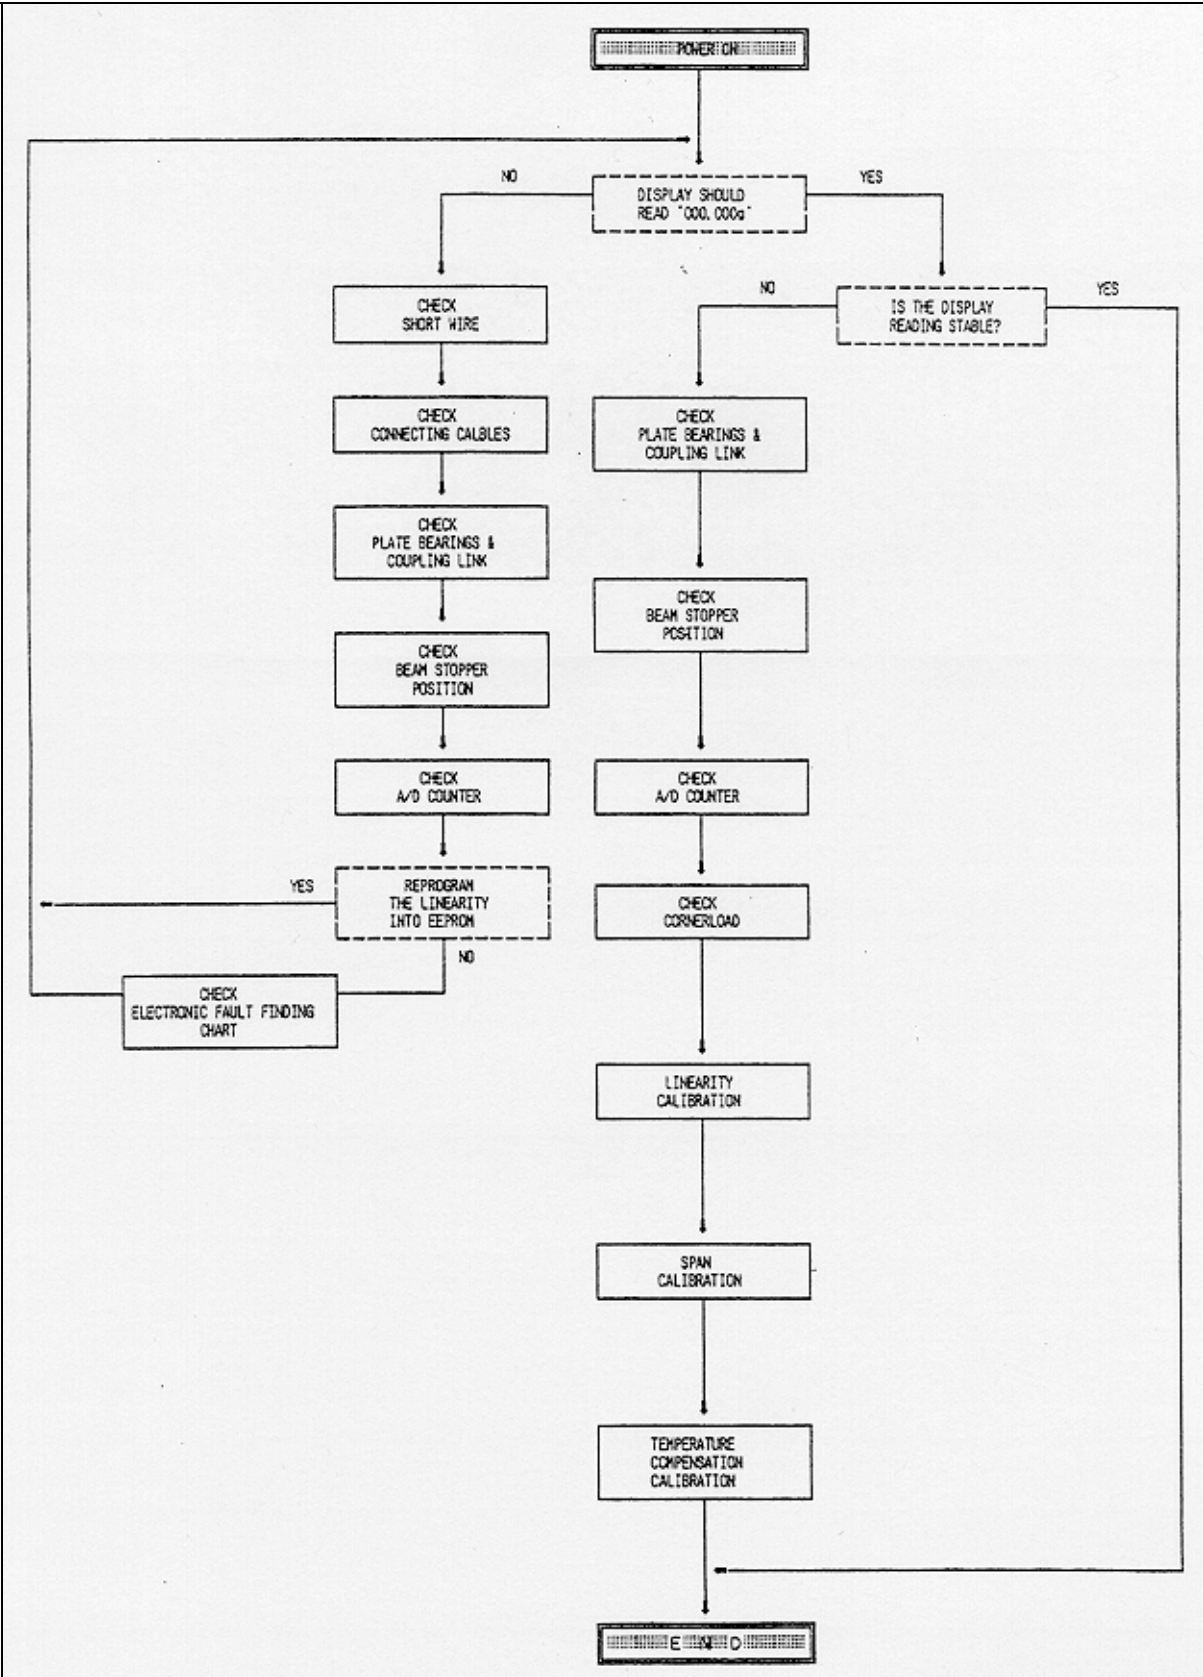 POWER ON
NO
YES
DISPLAY SHOULD
READ "000.000g"
NO
YES
IS THE DISPLAY
READING STABLE?
CHECK
SHORT WIRE
CHECK
CONNECTING CALBLES
CHECK
PLATE BEARINGS &
COUPLING LINK
CHECK
PLATE BEARINGS &
COUPLING LINK
CHECK
BEAM STOPPER
POSITION
CHECK
BEAM STOPPER
POSITION
CHECK
A/D COUNTER
CHECK
A/D COUNTER
YES
REPROGRAM
THE LINEARITY
INTO EEPROM
NO
CHECK
CORNERLOAD
CHECK
ELECTRONIC FAULT FINDING
CHART
LINEARITY
CALIBRATION
SPAN
CALIBRATION
TEMPERATURE
COMPENSATION
CALIBRATION
E N D